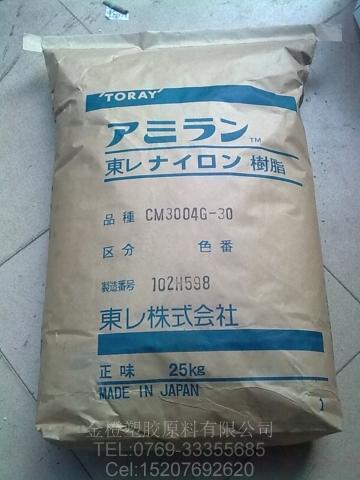 TORAY
アミラン™
東レナイロン 樹脂
品種 CM3004G-30
区分 色番
製造番号 102H598
東レ株式会社
正味 25kg
MADE IN JAPAN
金橙塑胶原料有限公司
TEL:0769-33355685
Cel:15207692620